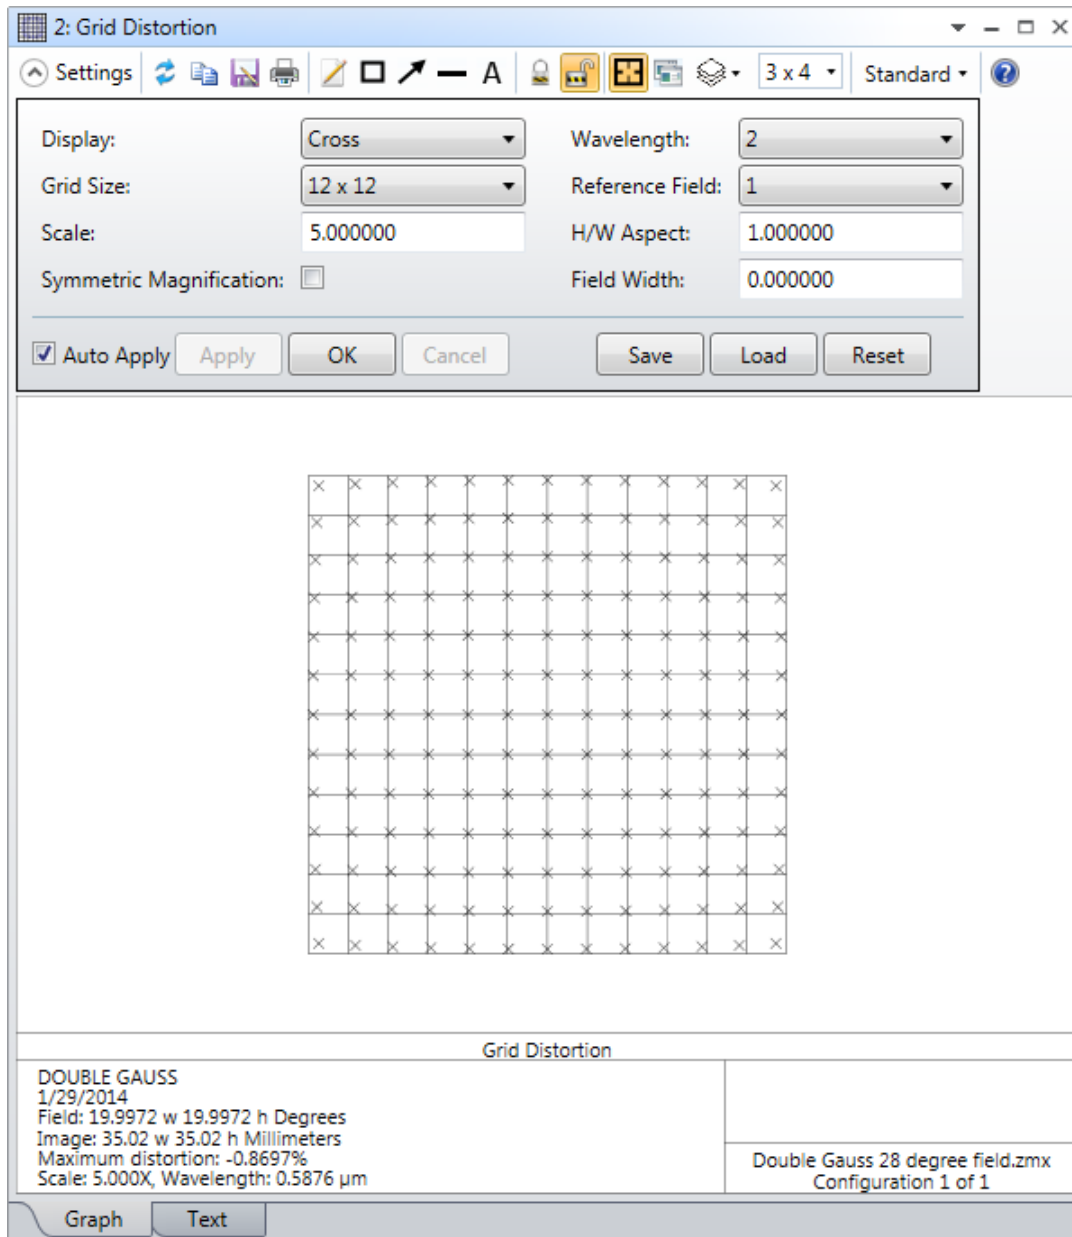 2: Grid Distortion
Settings A 3 x 4 Standard
Display: Cross Wavelength: 2
Grid Size: 12 x 12 Reference Field: 1
Scale: 5.000000 H/W Aspect: 1.000000
Symmetric Magnification: Field Width: 0.000000
Auto Apply Apply OK Cancel Save Load Reset
Grid Distortion
DOUBLE GAUSS
1/29/2014
Field: 19.9972 w 19.9972 h Degrees
Image: 35.02 w 35.02 h Millimeters
Maximum distortion: -0.8697%
Scale: 5.000X, Wavelength: 0.5876 µm
Double Gauss 28 degree field.zmx
Configuration 1 of 1
Graph Text